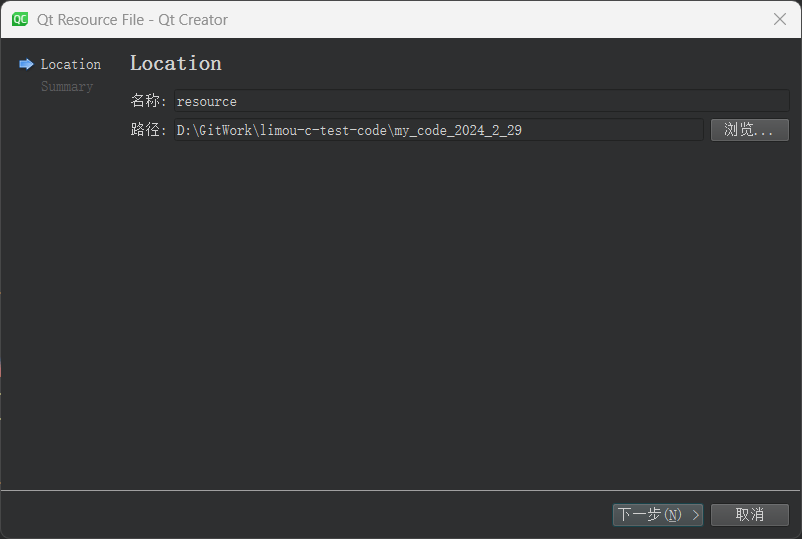 QC Qt Resource File - Qt Creator
Location
Summary
Location
名称: resource
路径: D:\GitWork\limou-c-test-code\my_code_2024_2_29 浏览...
下一步(N) > 取消